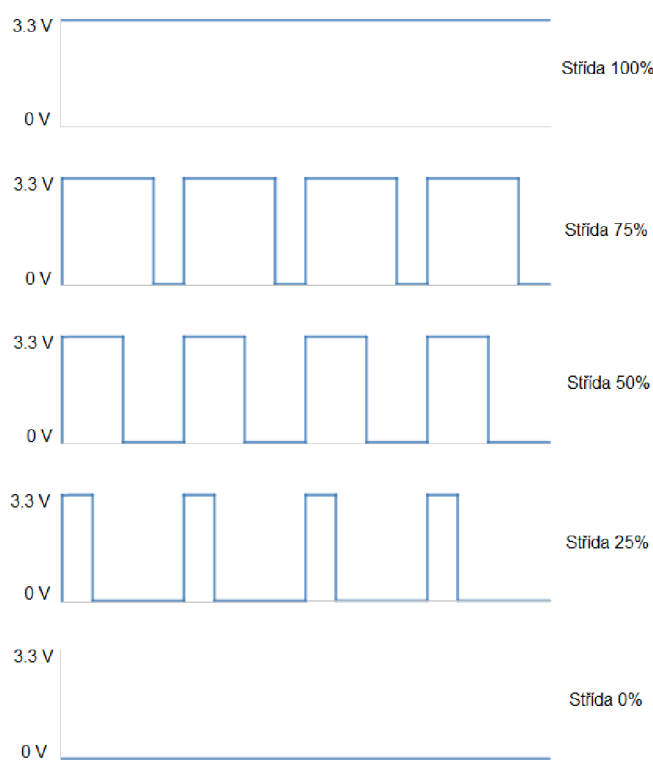 3.3 V
Střída 100%
0 V
3.3 V
Střída 75%
0 V
3.3 V
Střída 50%
0 V
3.3 V
Střída 25%
0 V
3.3 V
Střída 0%
0 V